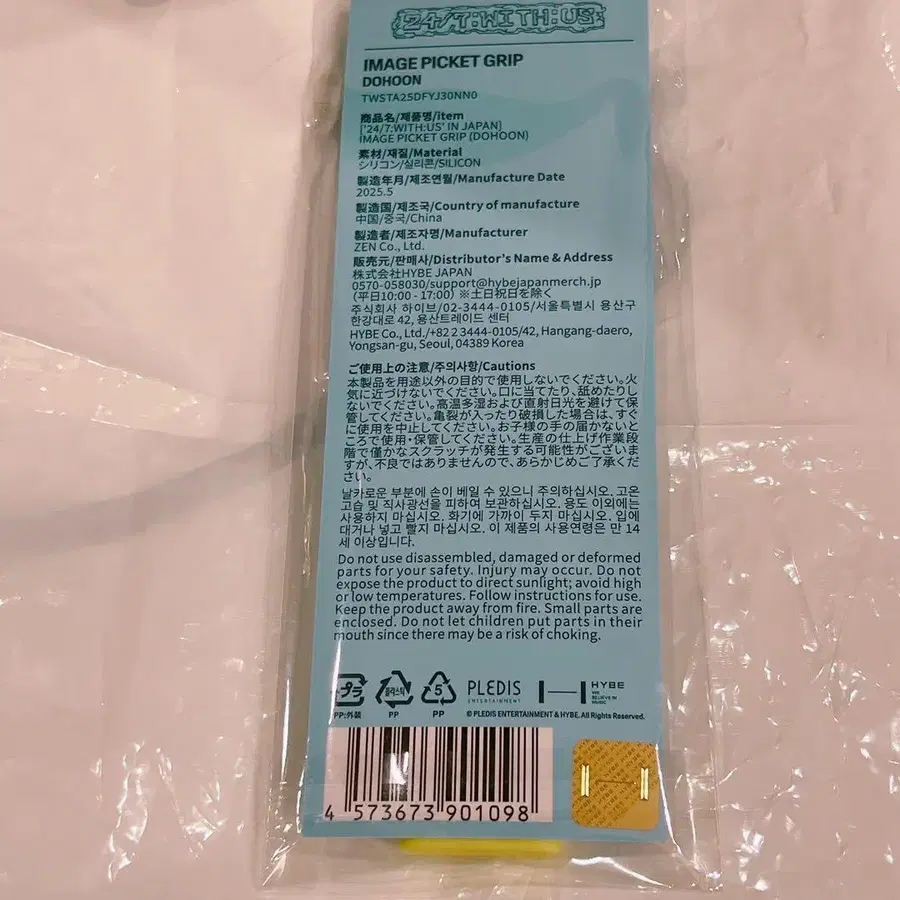 24/7:WITH:US
IMAGE PICKET GRIP
DOHOON
TWSTA25DFYJ30NN0
商品名/제품명/item
['24/7:WITH:US' IN JAPAN]
IMAGE PICKET GRIP (DOHOON)
素材/재질/Material
シリコン/실리콘/SILICON
製造年月/제조연월/Manufacture Date
2025.5
製造国/제조국/Country of manufacture
中国/중국/China
製造者/제조자명/Manufacturer
ZEN Co., Ltd.
販売元/판매사/Distributor's Name & Address
株式会社HYBE JAPAN
0570-058030/support@hybejapanmerch.jp
(平日10:00 - 17:00) ※土日祝日を除く
주식회사 하이브/02-3444-0105/서울특별시 용산구
한강대로 42, 용산트레이드 센터
HYBE Co., Ltd./+82 2 3444-0105/42, Hangang-daero,
Yongsan-gu, Seoul, 04389 Korea
ご使用上の注意/주의사항/Cautions
本製品を用途以外の目的で使用しないでください。火
気に近づけないでください。口に当てたり、舐めたりし
ないでください。高温多湿および直射日光を避けて保
管してください。亀裂が入ったり破損した場合は、すぐ
に使用を中止してください。お子様の手の届かないと
ころで使用・保管してください。生産の仕上げ作業段
階で僅かなスクラッチが発生する可能性がございま
すが、不良ではありませんので、あらかじめご了承くだ
さい。
날카로운 부분에 손이 베일 수 있으니 주의하십시오. 고온
고습 및 직사광선을 피하여 보관하십시오. 용도 이외에는
사용하지 마십시오. 화기에 가까이 두지 마십시오. 입에
대거나 넣고 빨지 마십시오. 이 제품의 사용연령은 만 14
세 이상입니다.
Do not use disassembled, damaged or deformed
parts for your safety. Injury may occur. Do not
expose the product to direct sunlight; avoid high
or low temperatures. Follow instructions for use.
Keep the product away from fire. Small parts are
enclosed. Do not let children put parts in their
mouth since there may be a risk of choking.
プラ 플라스틱 5 PLEDIS HYBE
ENTERTAINMENT WE BELIEVE IN MUSIC
PP:外装 PP PP © PLEDIS ENTERTAINMENT & HYBE. All Rights Reserved.
4 573673 901098